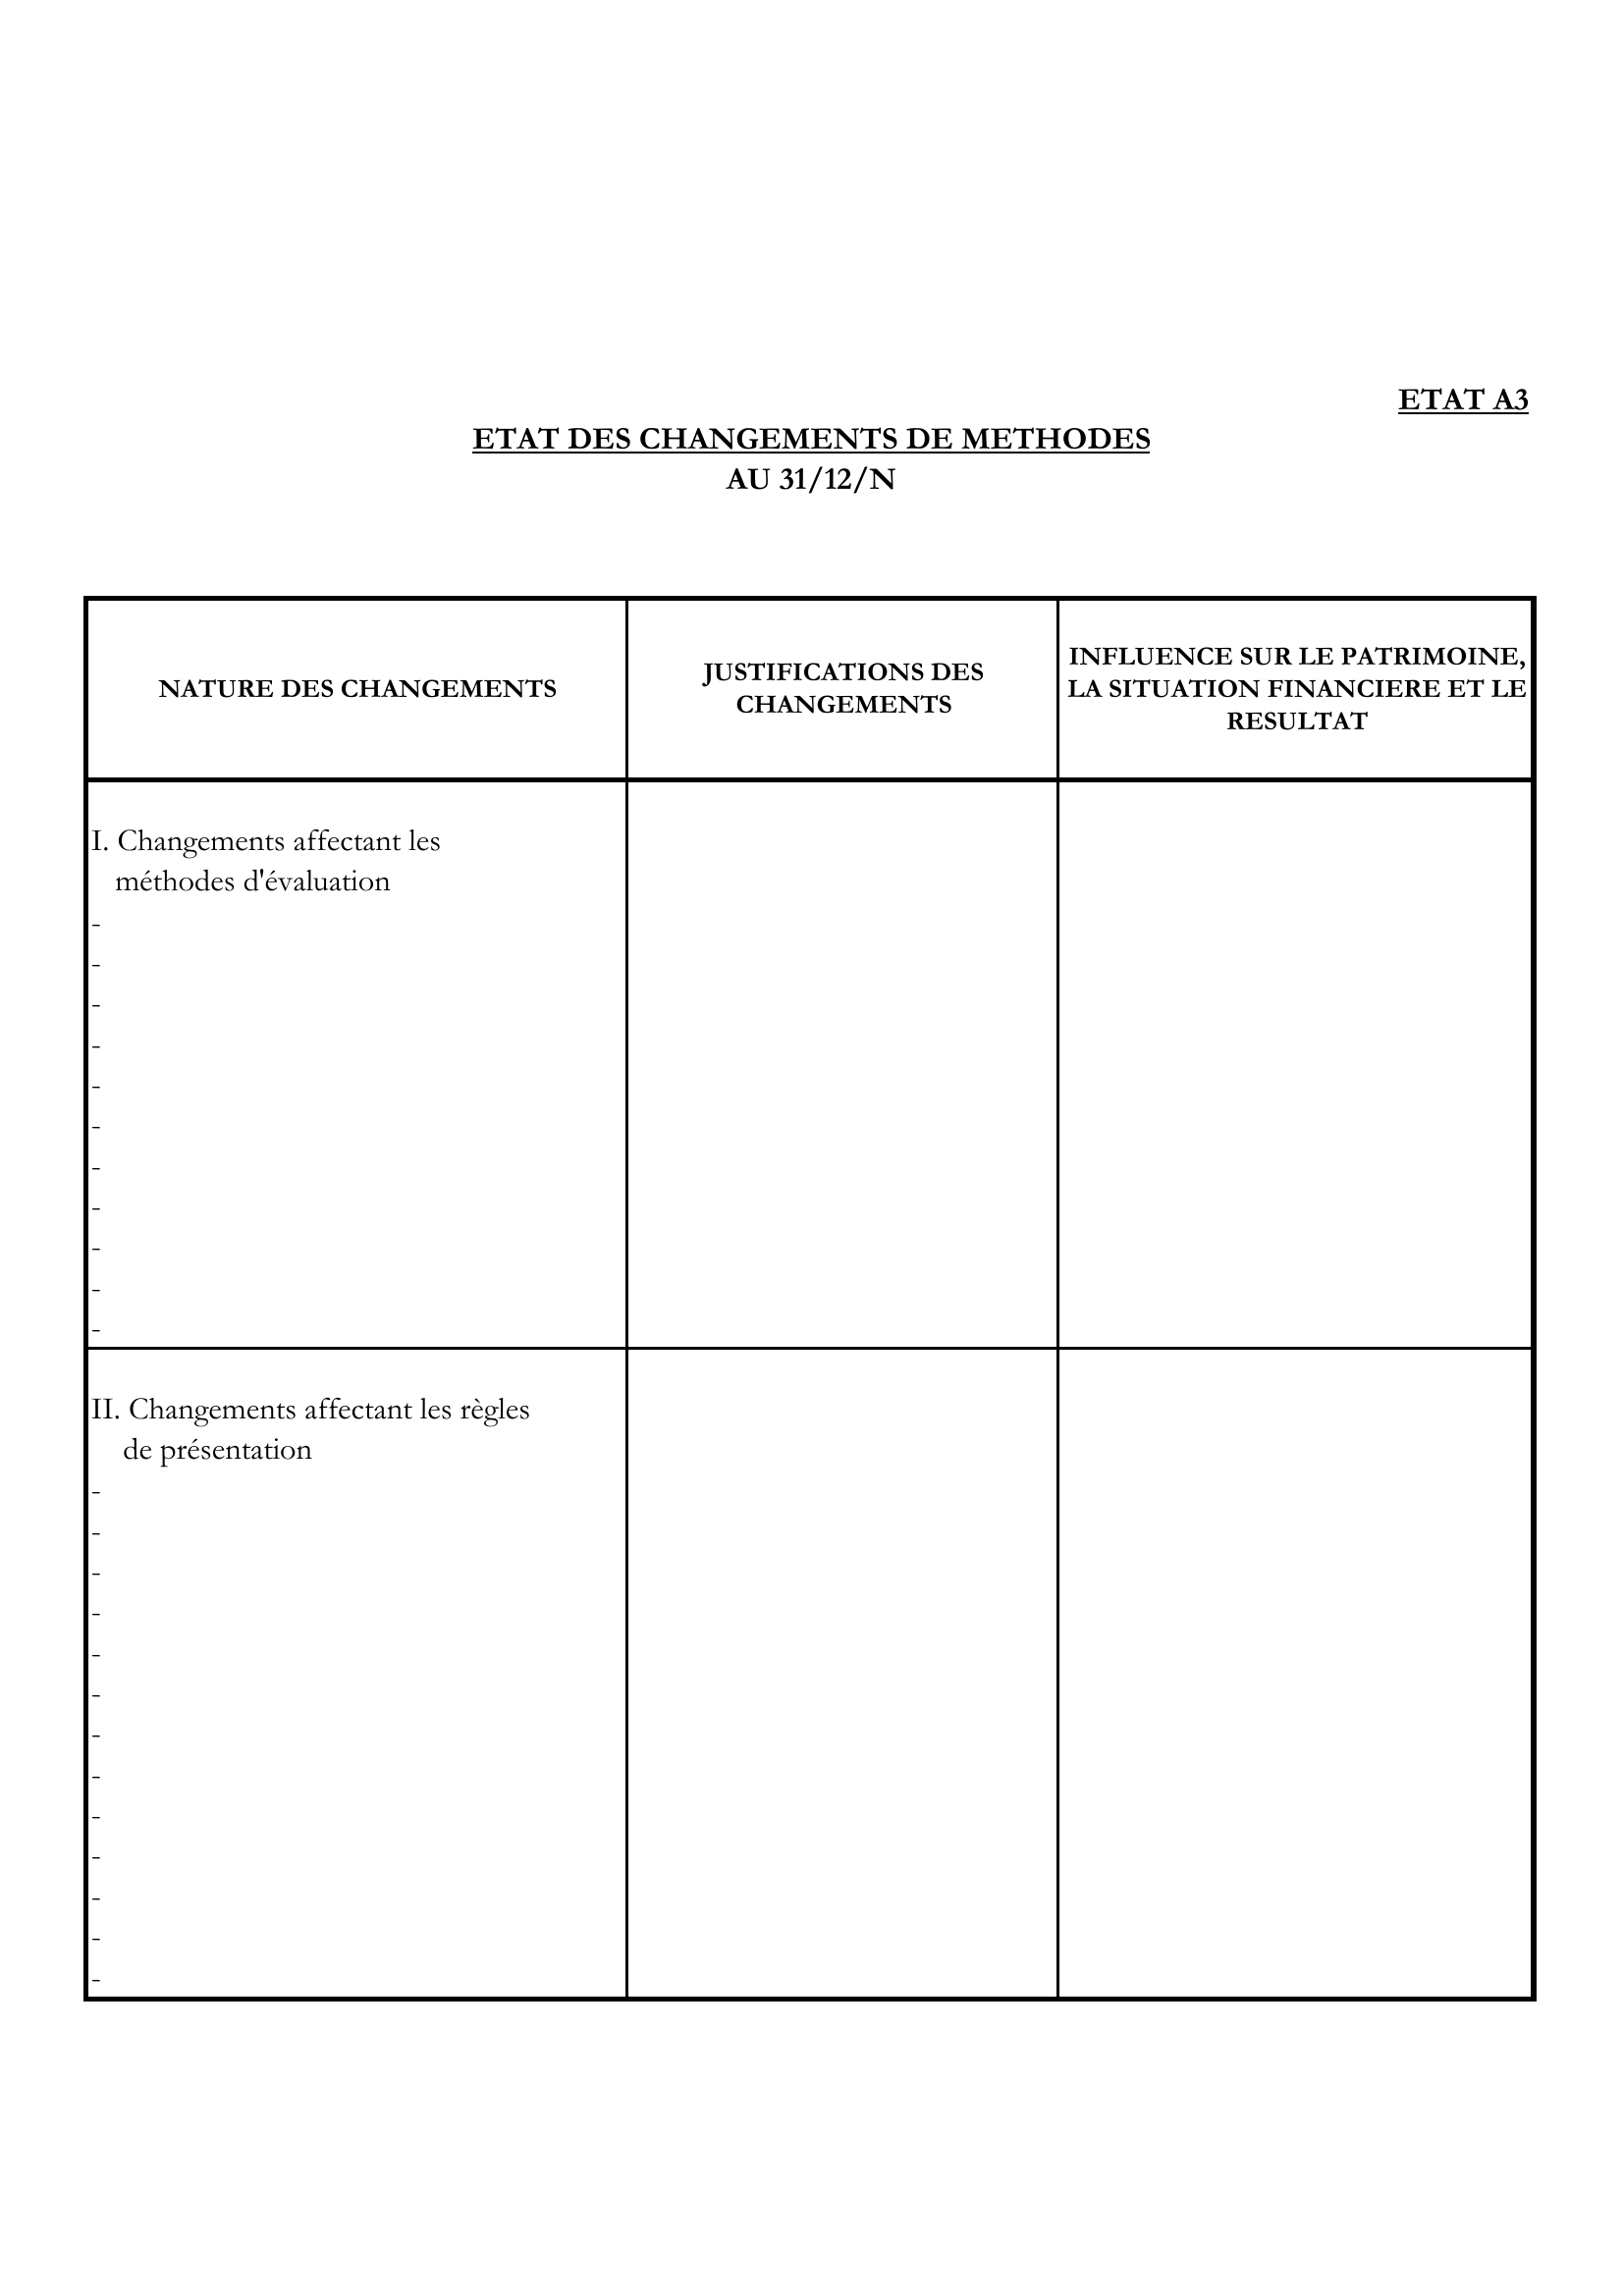 ETAT A3
ETAT DES CHANGEMENTS DE METHODES
AU 31/12/N
NATURE DES CHANGEMENTS
JUSTIFICATIONS DES
CHANGEMENTS
INFLUENCE SUR LE PATRIMOINE,
LA SITUATION FINANCIERE ET LE
RESULTAT
I. Changements affectant les
méthodes d'évaluation
-
-
-
-
-
-
-
-
-
-
-
II. Changements affectant les règles
de présentation
-
-
-
-
-
-
-
-
-
-
-
-
-